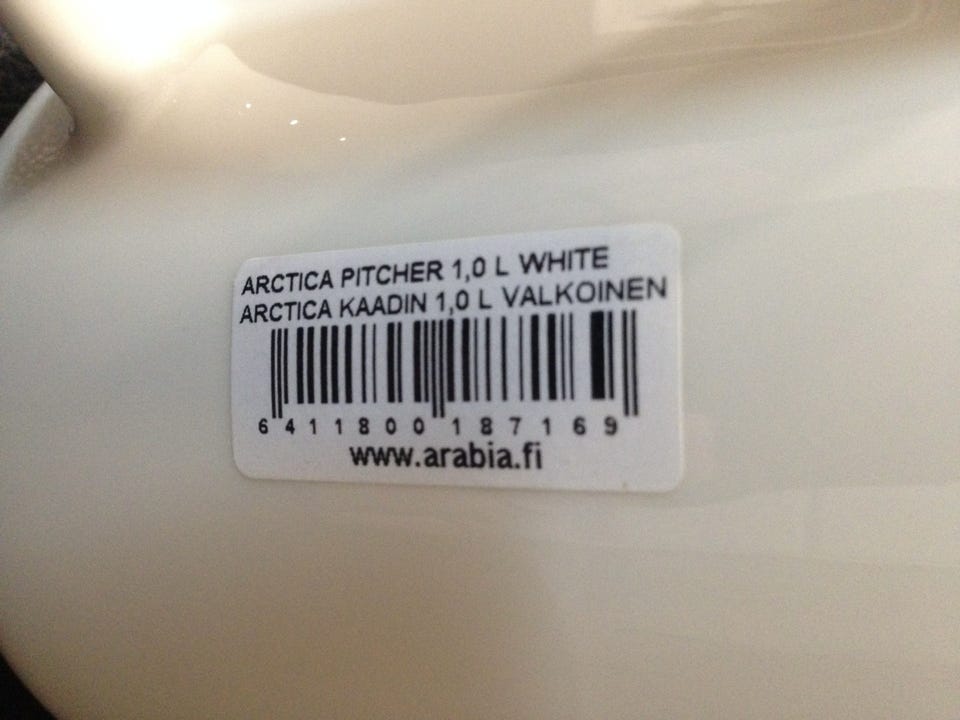 ARCTICA PITCHER 1,0 L WHITE
ARCTICA KAADIN 1,0 L VALKOINEN
6 411800 187169
www.arabia.fi